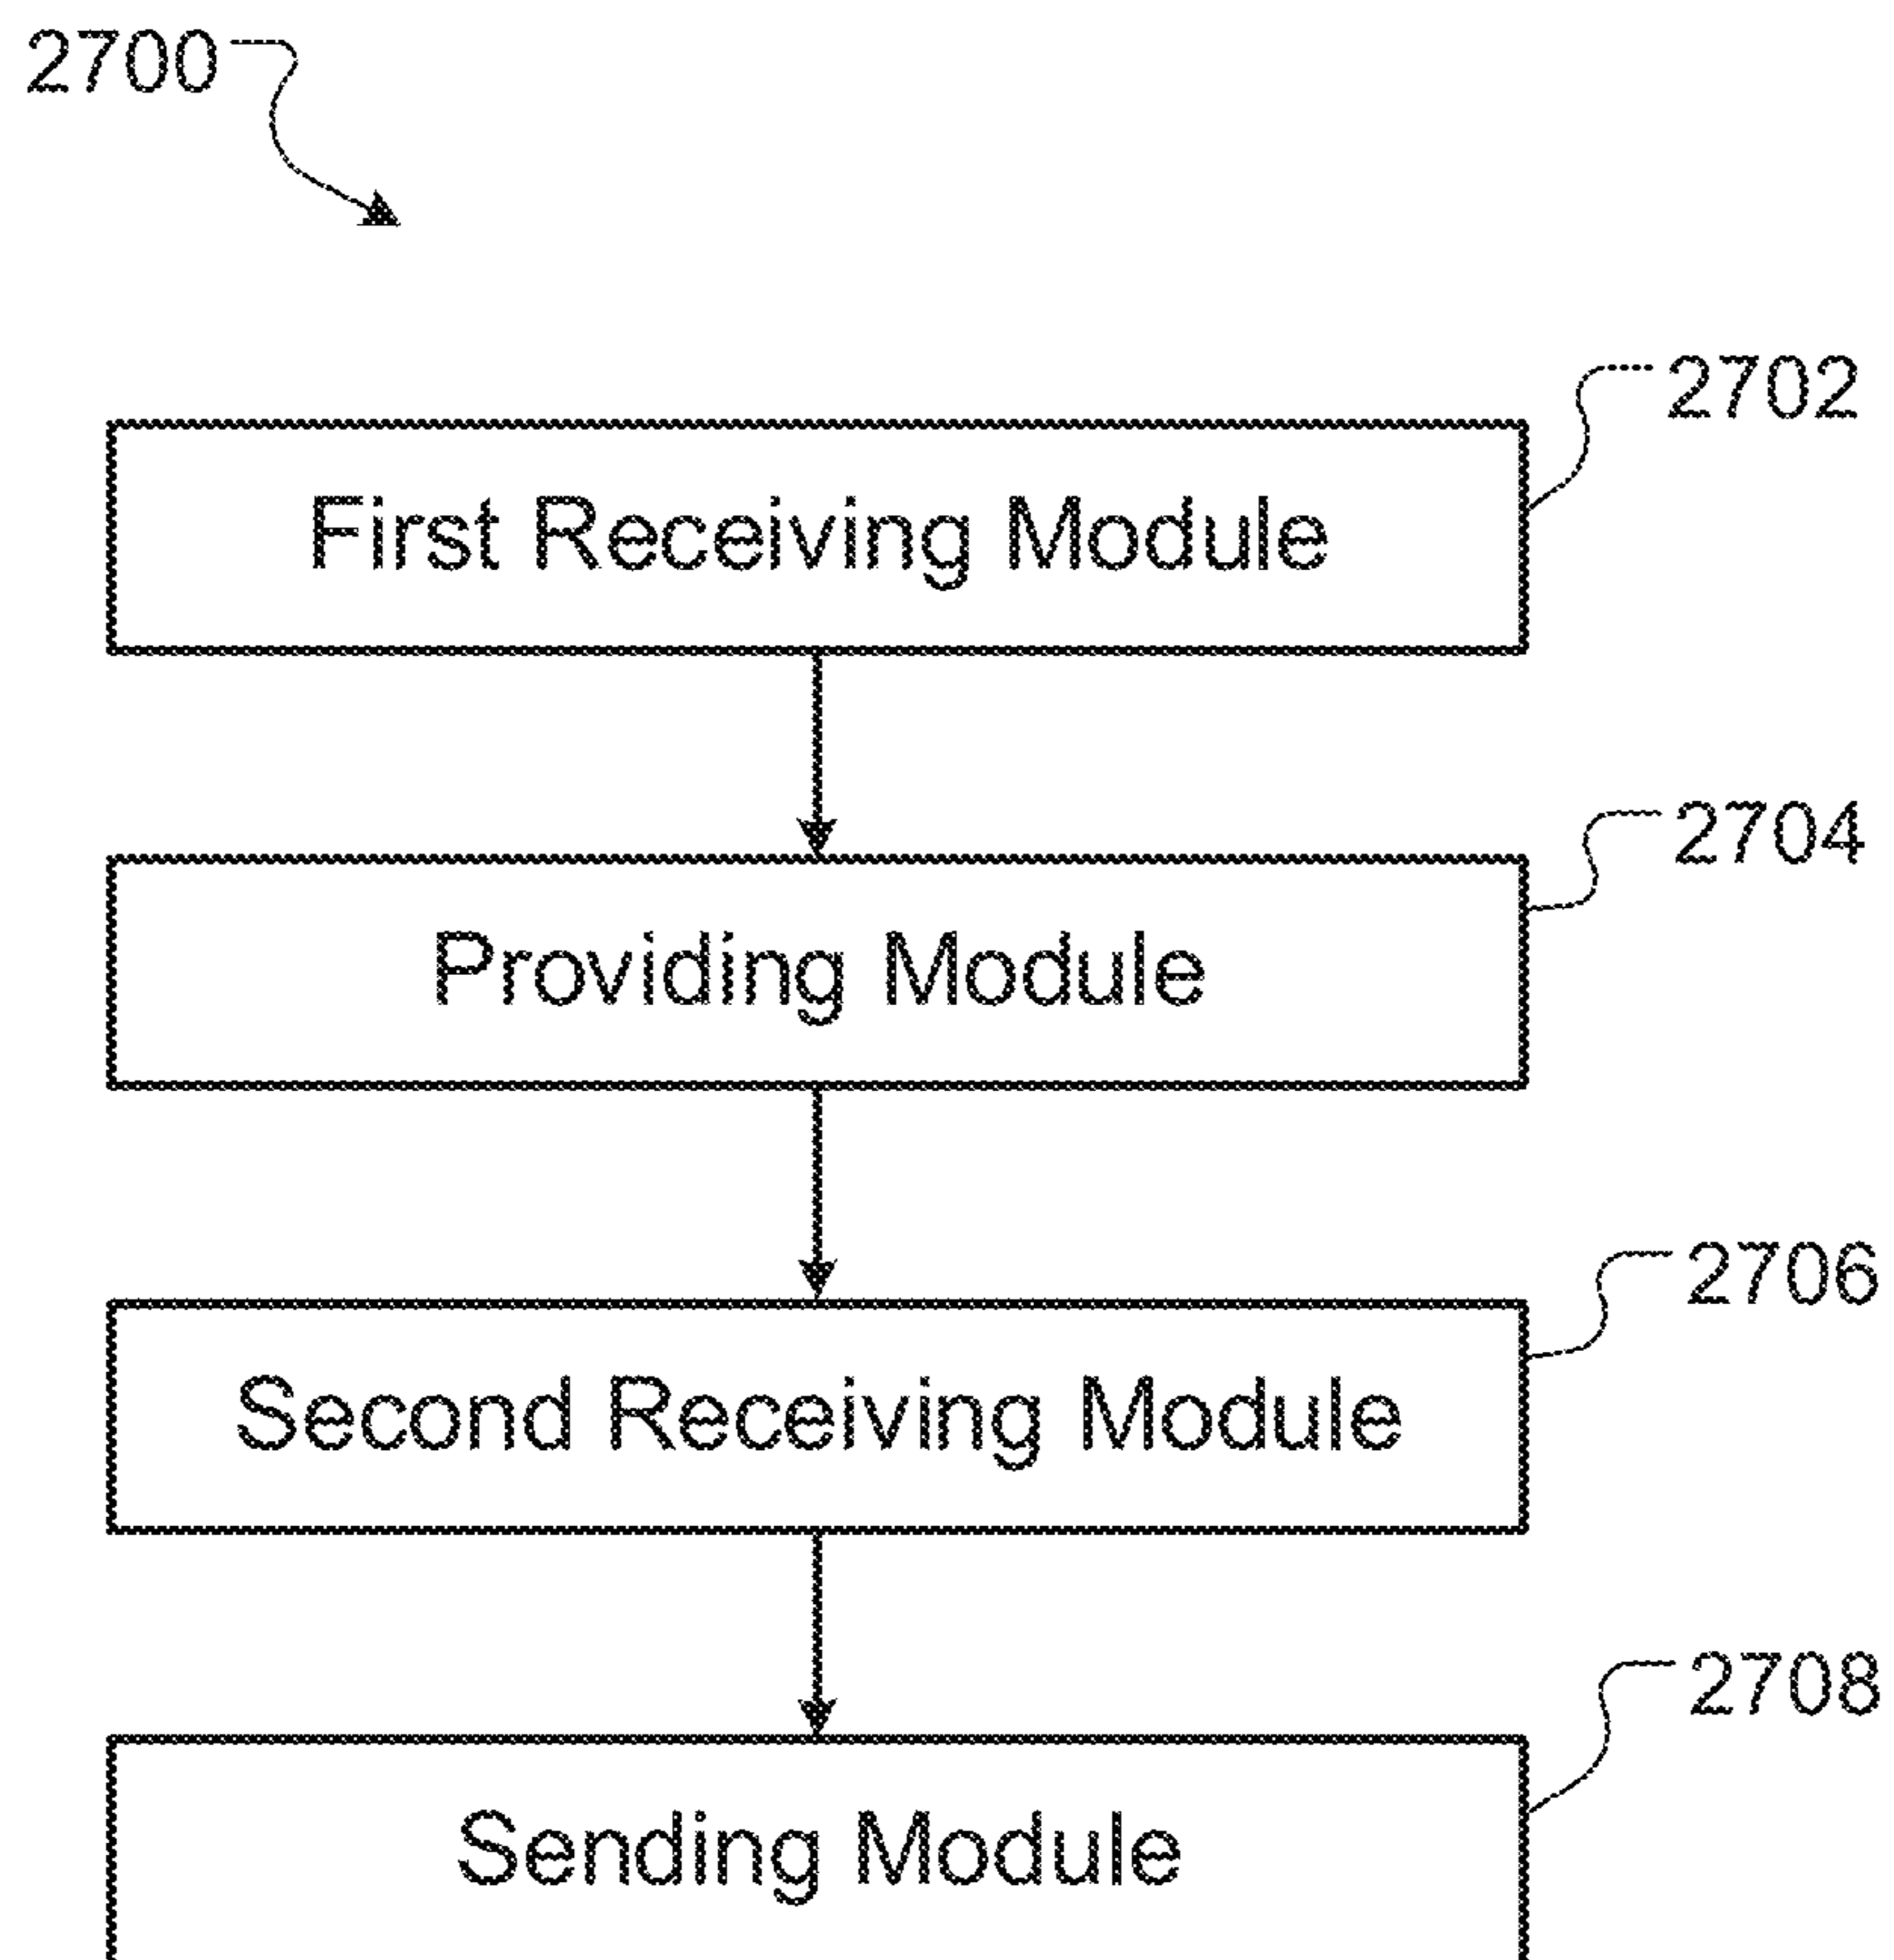 2700
2702
First Receiving Module
2704
Providing Module
2706
Second Receiving Module
2708
Sending Module